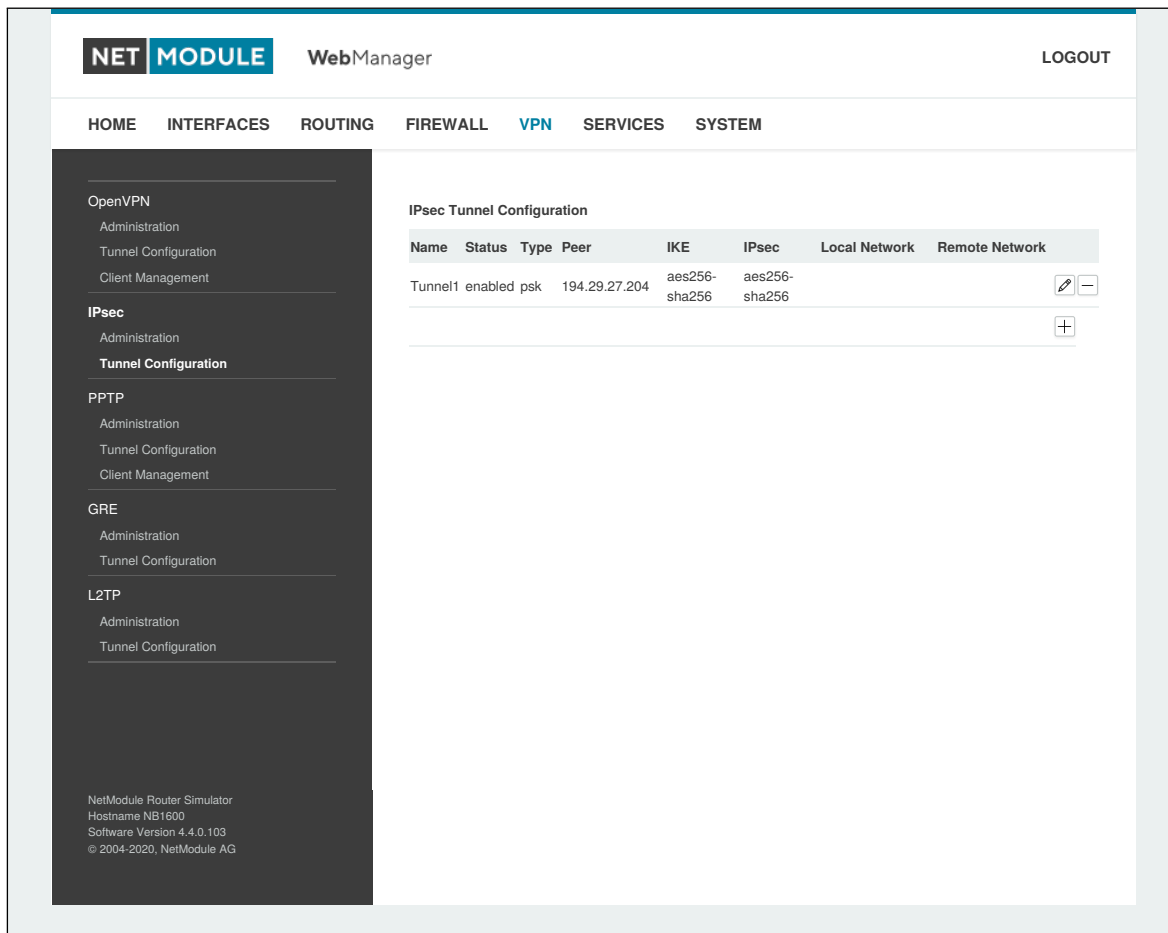 NET MODULE WebManager LOGOUT
HOME INTERFACES ROUTING FIREWALL VPN SERVICES SYSTEM
OpenVPN
Administration
Tunnel Configuration
Client Management
IPsec
Administration
Tunnel Configuration
PPTP
Administration
Tunnel Configuration
Client Management
GRE
Administration
Tunnel Configuration
L2TP
Administration
Tunnel Configuration
NetModule Router Simulator
Hostname NB1600
Software Version 4.4.0.103
© 2004-2020, NetModule AG
IPsec Tunnel Configuration
Name Status Type Peer IKE IPsec Local Network Remote Network
Tunnel1 enabled psk 194.29.27.204 aes256- aes256-
sha256 sha256